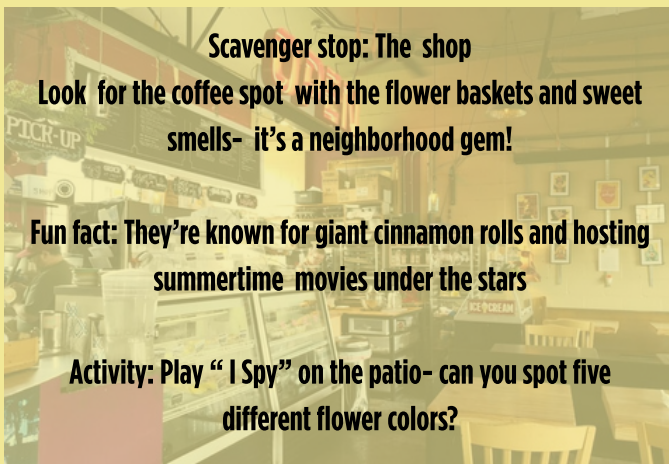 Scavenger stop: The shop
Look for the coffee spot with the flower baskets and sweet
smells- it's a neighborhood gem!
Fun fact: They're known for giant cinnamon rolls and hosting
summertime movies under the stars
Activity: Play “ I Spy” on the patio- can you spot five
different flower colors?
PICK-UP
ICE CREAM